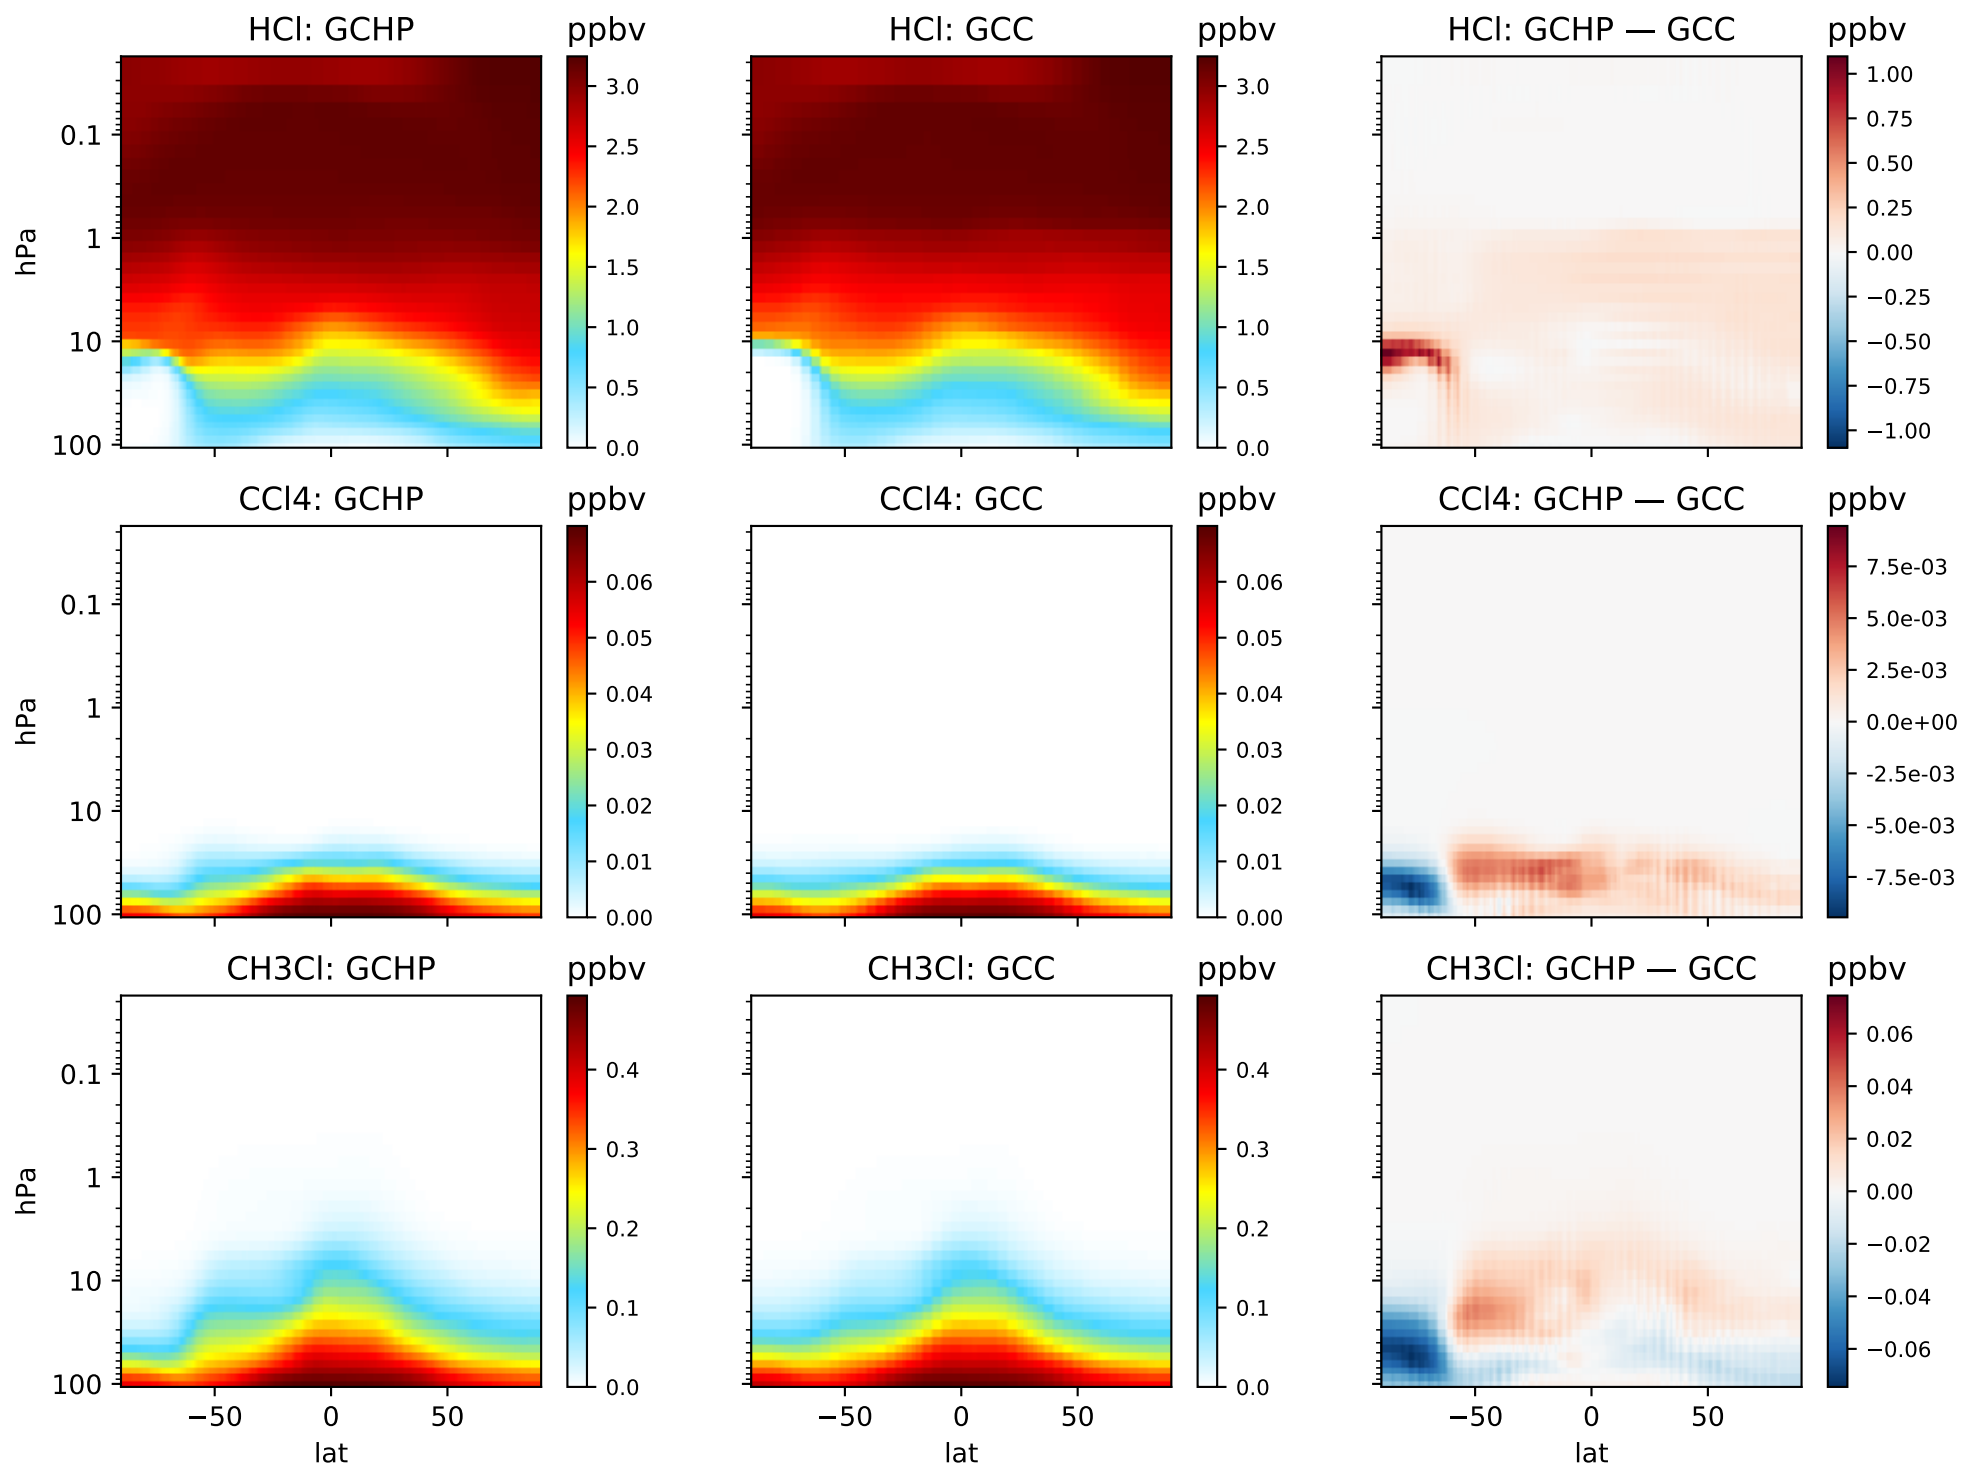 HCl: GCHP
ppbv
HCl: GCC
ppbv
HCl: GCHP — GCC
ppbv
hPa
0.1
1
10
100
3.0
2.5
2.0
1.5
1.0
0.5
0.0
3.0
2.5
2.0
1.5
1.0
0.5
0.0
1.00
0.75
0.50
0.25
0.00
−0.25
−0.50
−0.75
−1.00
CCl4: GCHP
ppbv
CCl4: GCC
ppbv
CCl4: GCHP — GCC
ppbv
hPa
0.1
1
10
100
0.06
0.05
0.04
0.03
0.02
0.01
0.00
0.06
0.05
0.04
0.03
0.02
0.01
0.00
7.5e-03
5.0e-03
2.5e-03
0.0e+00
-2.5e-03
-5.0e-03
-7.5e-03
CH3Cl: GCHP
ppbv
CH3Cl: GCC
ppbv
CH3Cl: GCHP — GCC
ppbv
hPa
0.1
1
10
100
0.4
0.3
0.2
0.1
0.0
0.4
0.3
0.2
0.1
0.0
0.06
0.04
0.02
0.00
−0.02
−0.04
−0.06
−50 0 50
lat
−50 0 50
lat
−50 0 50
lat